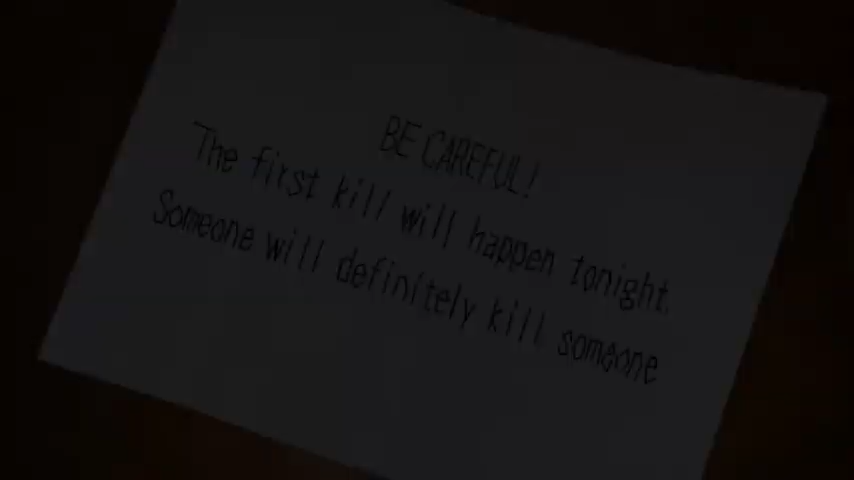 BE CAREFUL!
The first kill will happen tonight.
Someone will definitely kill someone